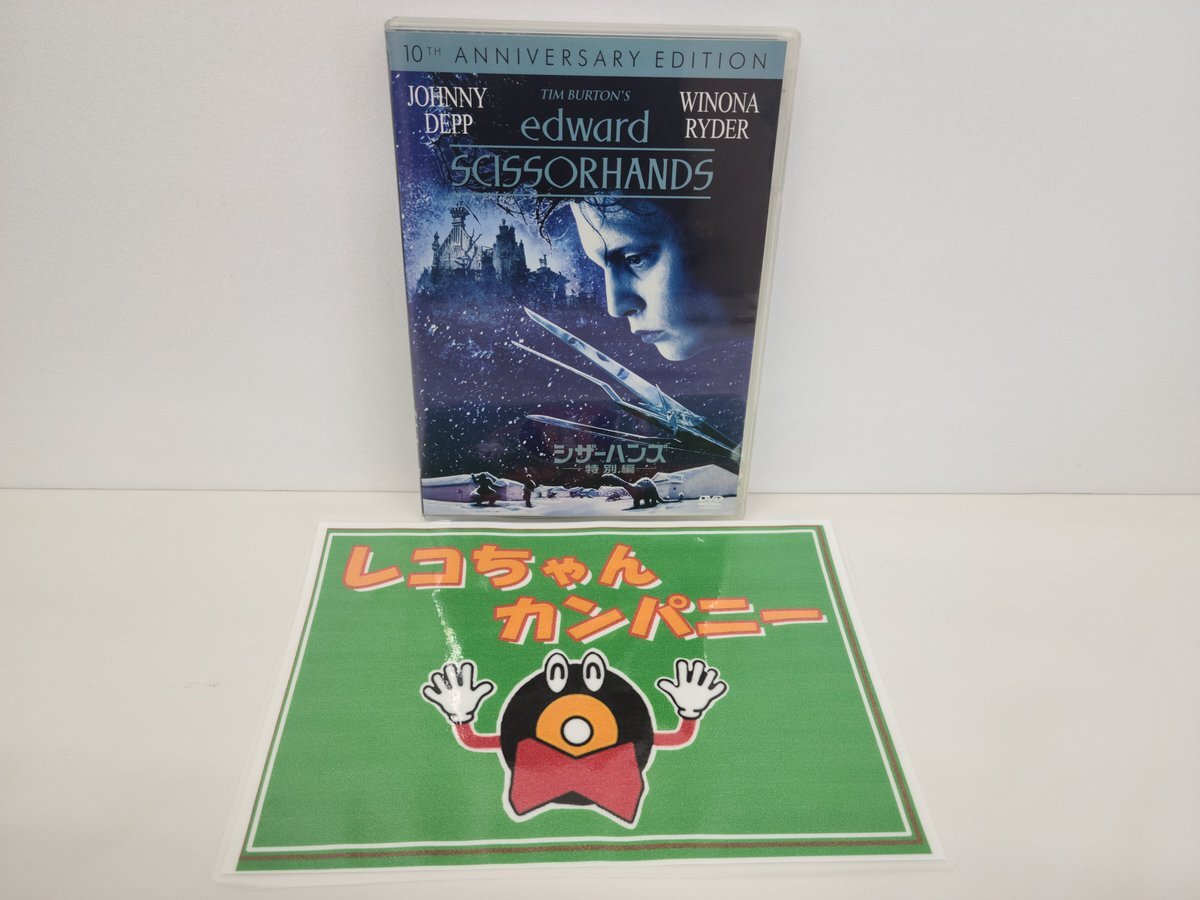 10TH ANNIVERSARY EDITION
JOHNNY DEPP
TIM BURTON'S
WINONA RYDER
edward
SCISSORHANDS
シザーハンズ
特別編
DVD
レコちゃん
カンパニー